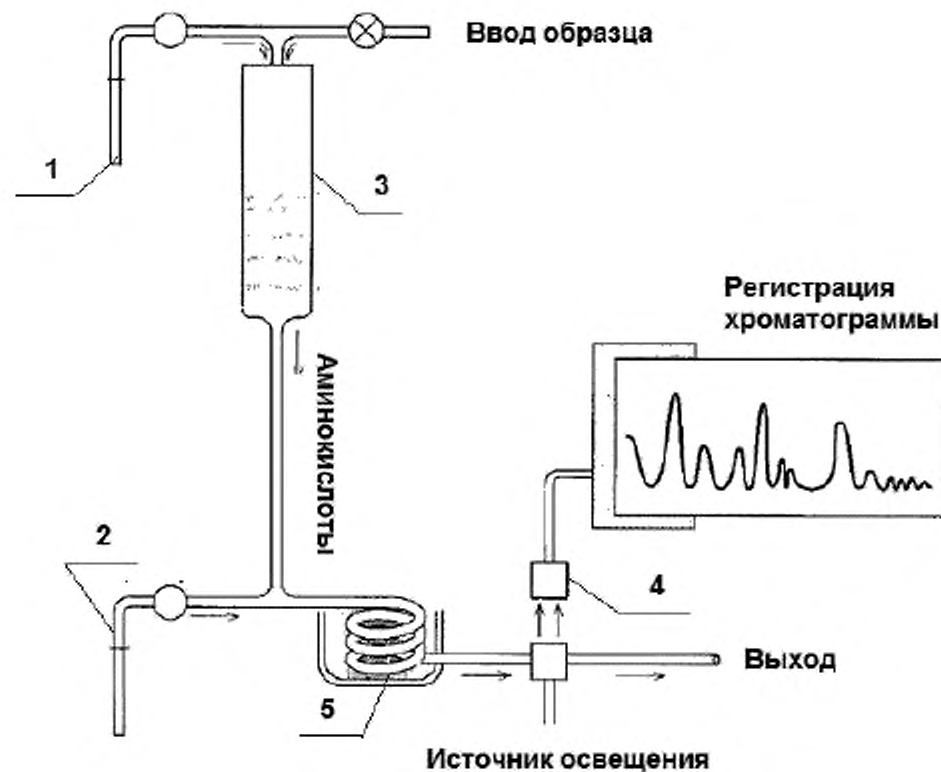 Ввод образца
1
3
Регистрация
хроматограммы
Аминокислоты
2
4
Выход
5
Источник освещения